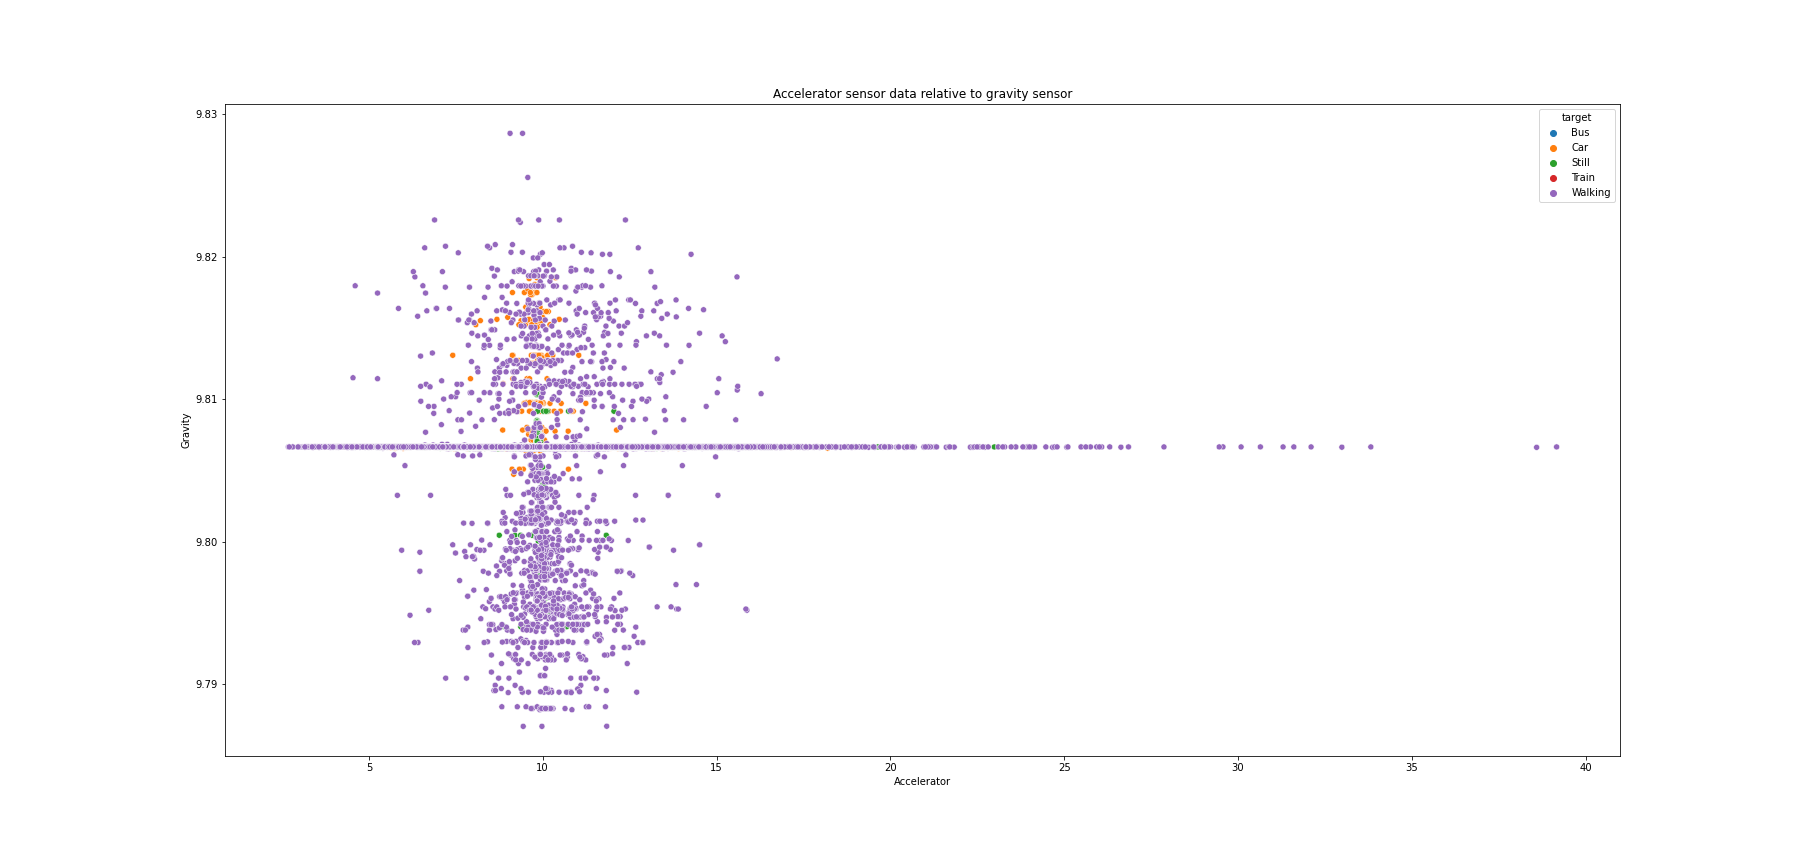 Accelerator sensor data relative to gravity sensor
9.83
9.82
9.81
9.80
9.79
Gravity
target
Bus
Car
Still
Train
Walking
5
10
15
20
25
30
35
40
Accelerator